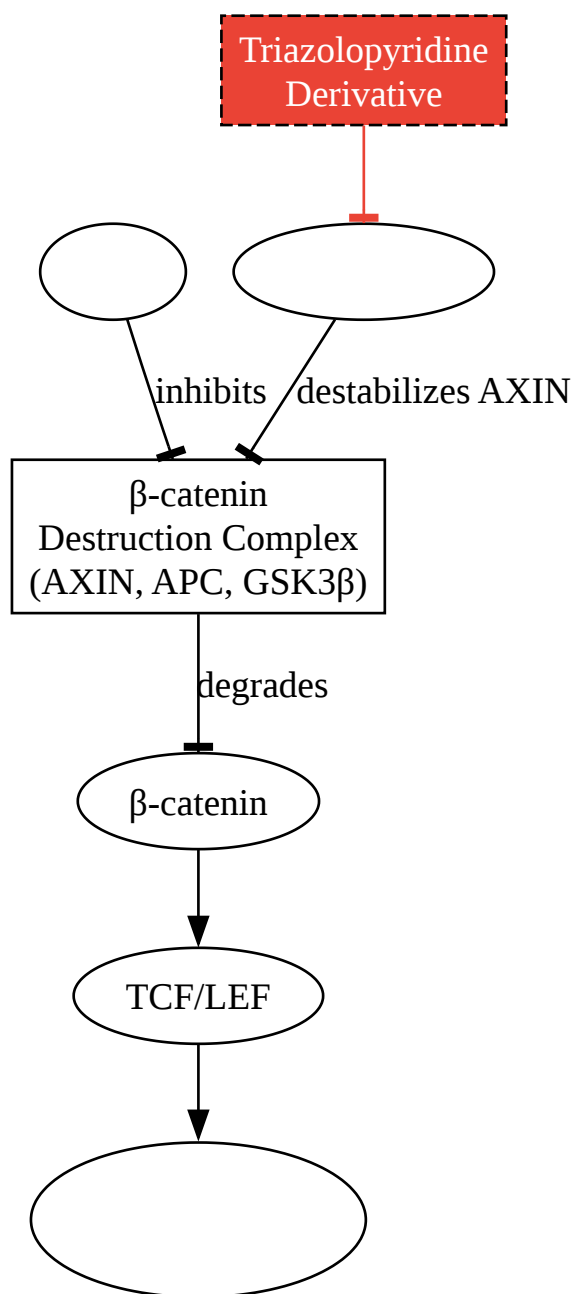 Triazolopyridine
Derivative
inhibits
destabilizes AXIN
β-catenin
Destruction Complex
(AXIN, APC, GSK3β)
degrades
β-catenin
TCF/LEF